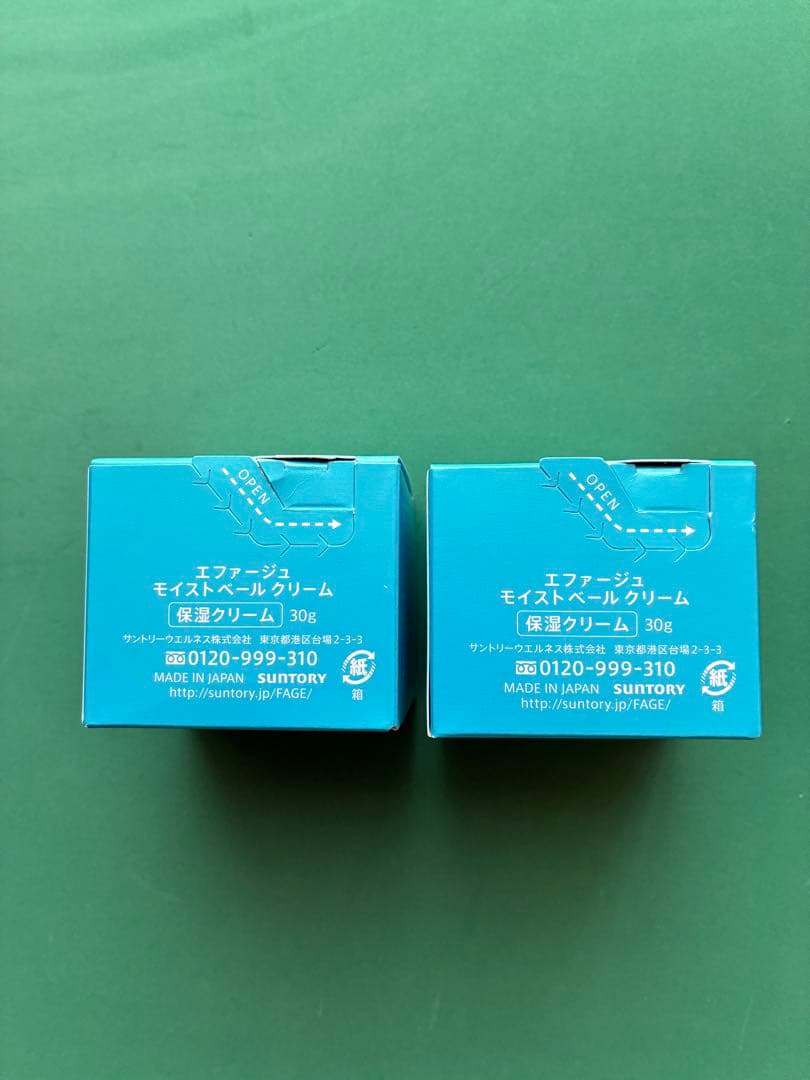 OPEN
エファージュ
モイストベール クリーム
保湿クリーム 30g
サントリーウエルネス株式会社 東京都港区台場2-3-3
0120-999-310
MADE IN JAPAN SUNTORY
http://suntory.jp/FAGE/
紙
箱
OPEN
エファージュ
モイストベール クリーム
保湿クリーム 30g
サントリーウエルネス株式会社 東京都港区台場2-3-3
0120-999-310
MADE IN JAPAN SUNTORY
http://suntory.jp/FAGE/
紙
箱